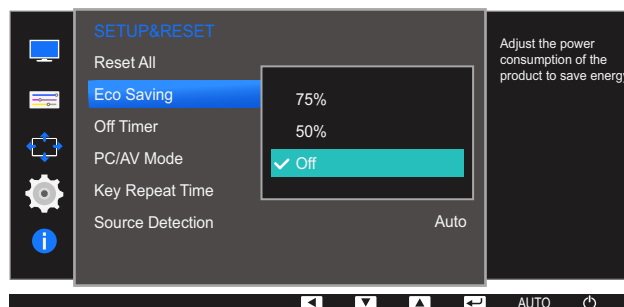 SETUP&RESET
Reset All
Eco Saving
Off Timer
PC/AV Mode
Key Repeat Time
Source Detection
Auto
75%
50%
Off
Adjust the power
consumption of the
product to save energy
AUTO